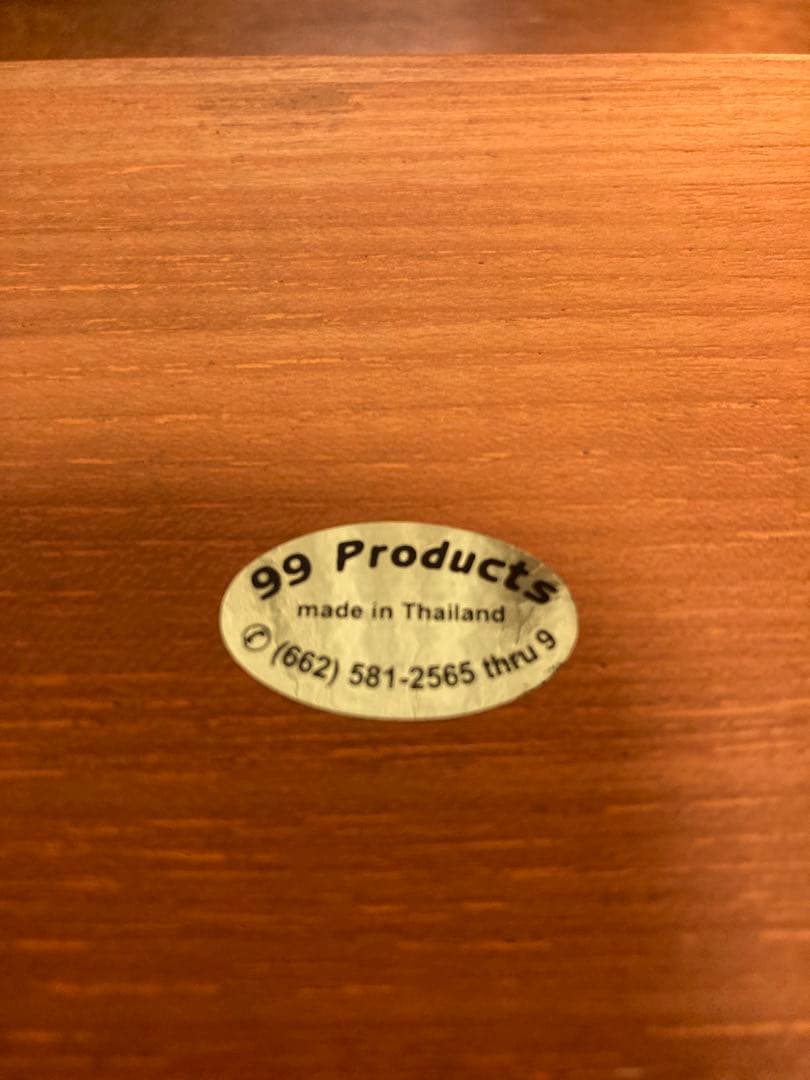 99 Products
made in Thailand
✆ (662) 581-2565 thru 9